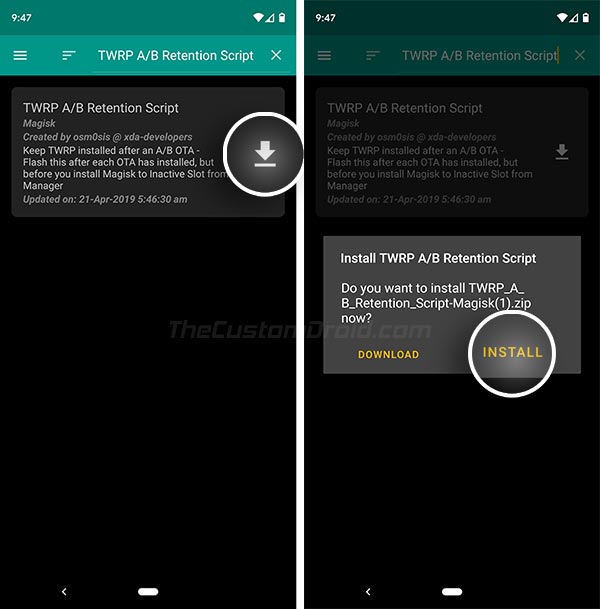 9:47
TWRP A/B Retention Script
TWRP A/B Retention Script
Magisk
Created by osm0sis @ xda-developers
Keep TWRP installed after an A/B OTA -
Flash this after each OTA has installed, but
before you install Magisk to Inactive Slot from
Manager
Updated on: 21-Apr-2019 5:46:30 am
9:47
TWRP A/B Retention Script
TWRP A/B Retention Script
Magisk
Created by osm0sis @ xda-developers
Keep TWRP installed after an A/B OTA -
Flash this after each OTA has installed, but
before you install Magisk to Inactive Slot from
Manager
Updated on: 21-Apr-2019 5:46:30 am
Install TWRP A/B Retention Script
Do you want to install TWRP_A_
B_Retention_Script-Magisk(1).zip
now?
DOWNLOAD
INSTALL
TheCustomDroid.com